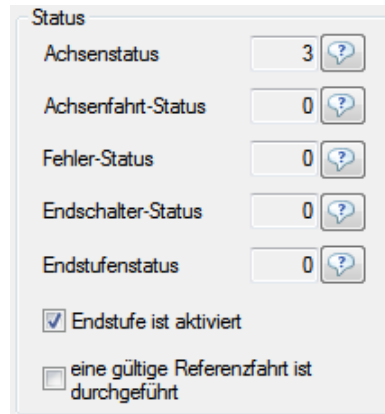 Status
Achsenstatus 3
Achsenfahrt-Status 0
Fehler-Status 0
Endschalter-Status 0
Endstufenstatus 0
Endstufe ist aktiviert
eine gültige Referenzfahrt ist
durchgeführt